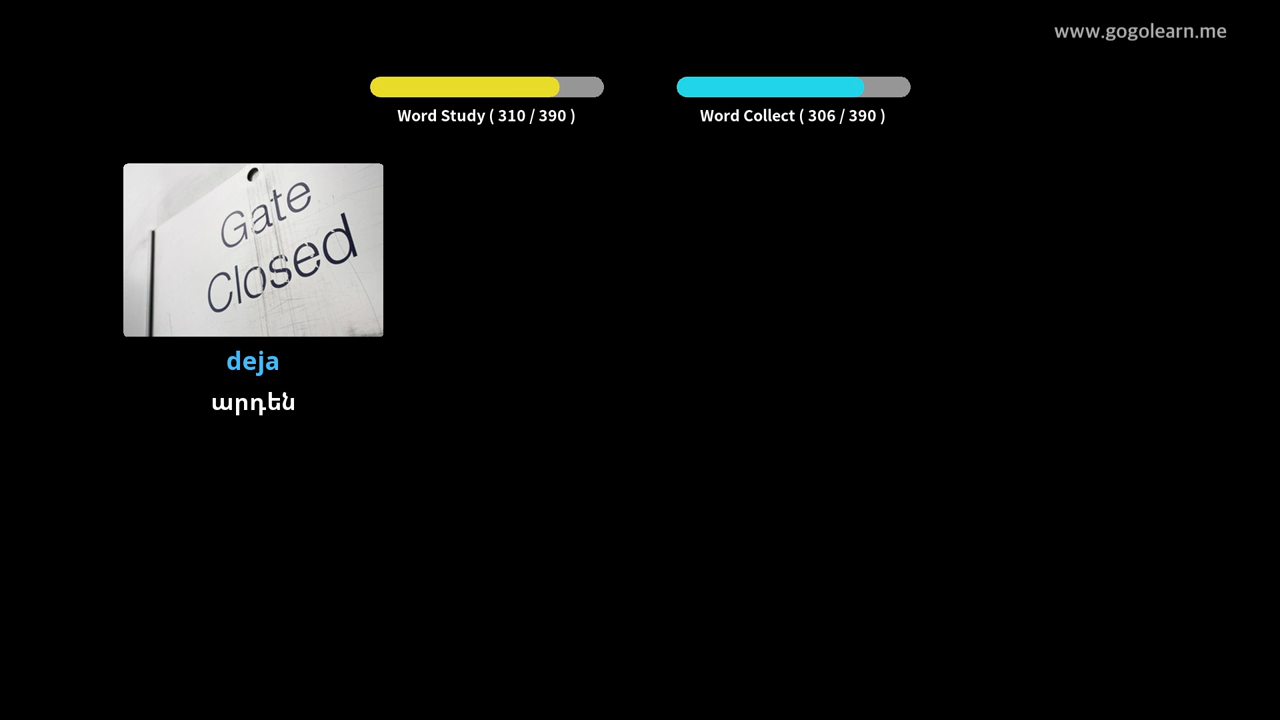 www.gogolearn.me
Word Study ( 310 / 390 )
Word Collect ( 306 / 390 )
Gate
Closed
deja
արդեն